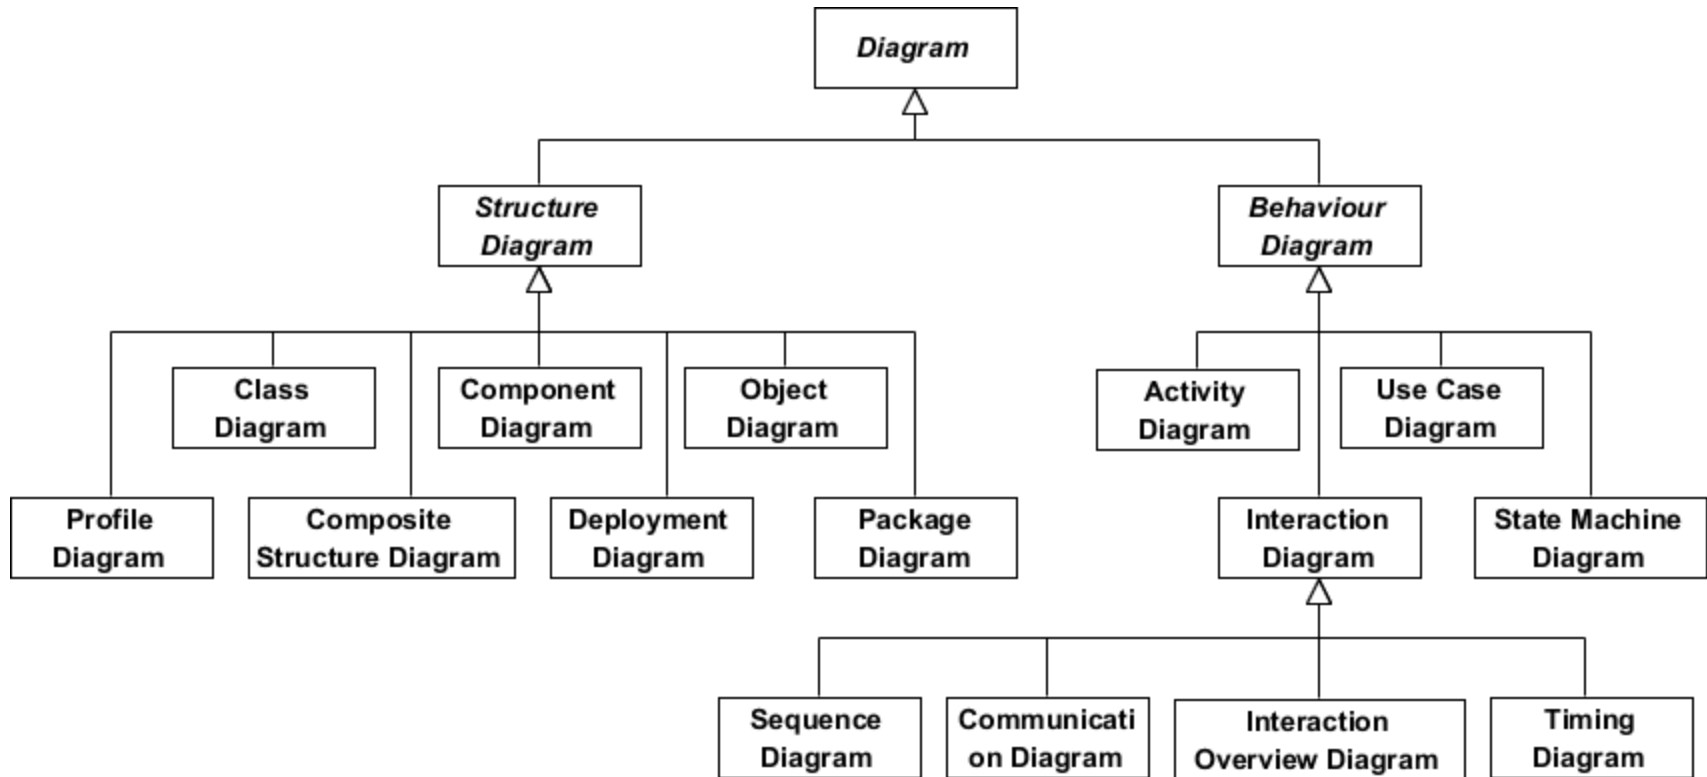 Diagram
Structure
Diagram
Behaviour
Diagram
Class
Diagram
Component
Diagram
Object
Diagram
Activity
Diagram
Use Case
Diagram
Profile
Diagram
Composite
Structure Diagram
Deployment
Diagram
Package
Diagram
Interaction
Diagram
State Machine
Diagram
Sequence
Diagram
Communicati
on Diagram
Interaction
Overview Diagram
Timing
Diagram